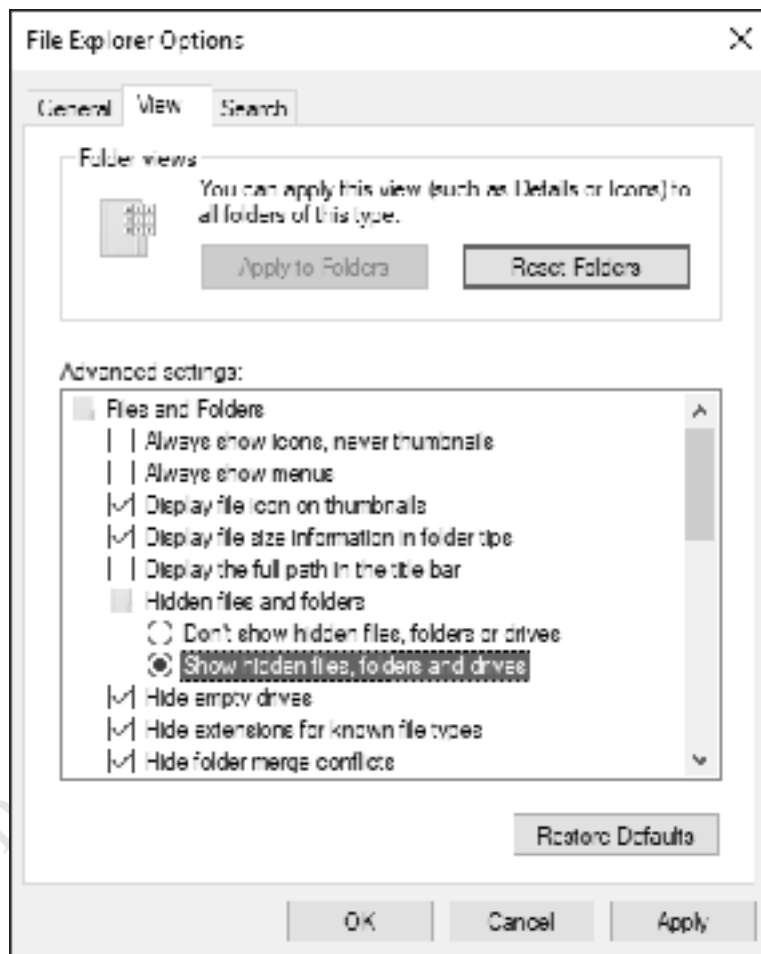 File Explorer Options
General View Search
Folder views
You can apply this view (such as Details or Icons) to
all folders of this type.
Apply to Folders Reset Folders
Advanced settings:
Files and Folders
Always show icons, never thumbnails
Always show menus
Display file icon on thumbnails
Display file size information in folder tips
Display the full path in the title bar
Hidden files and folders
Don't show hidden files, folders or drives
Show hidden files, folders and drives
Hide empty drives
Hide extensions for known file types
Hide folder merge conflicts
Restore Defaults
OK Cancel Apply